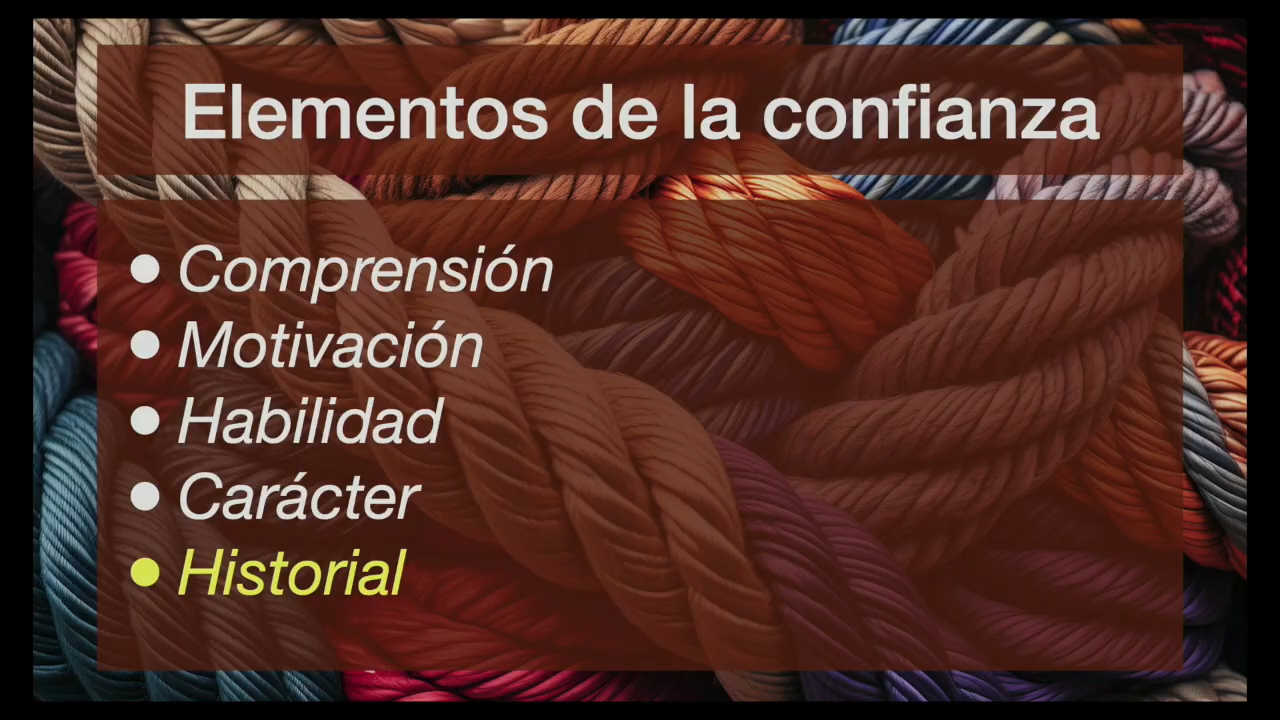 Elementos de la confianza
• Comprensión
• Motivación
• Habilidad
• Carácter
• Historial